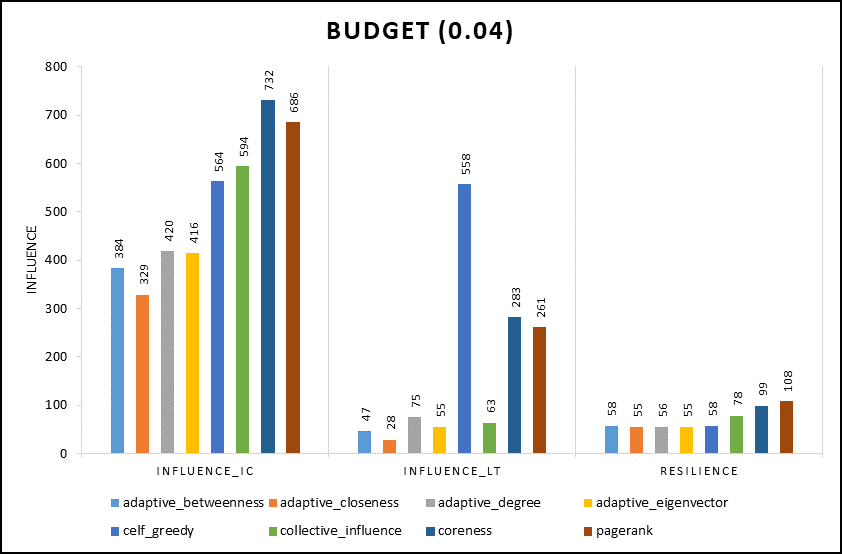 BUDGET (0.04)
INFLUENCE
800
700
600
500
400
300
200
100
0
384 329 420 416 564 594 732 686
47 28 75 55 558 63 283 261
58 55 56 55 58 78 99 108
INFLUENCE_IC INFLUENCE_LT RESILIENCE
adaptive_betweenness adaptive_closeness adaptive_degree adaptive_eigenvector
celf_greedy collective_influence coreness pagerank